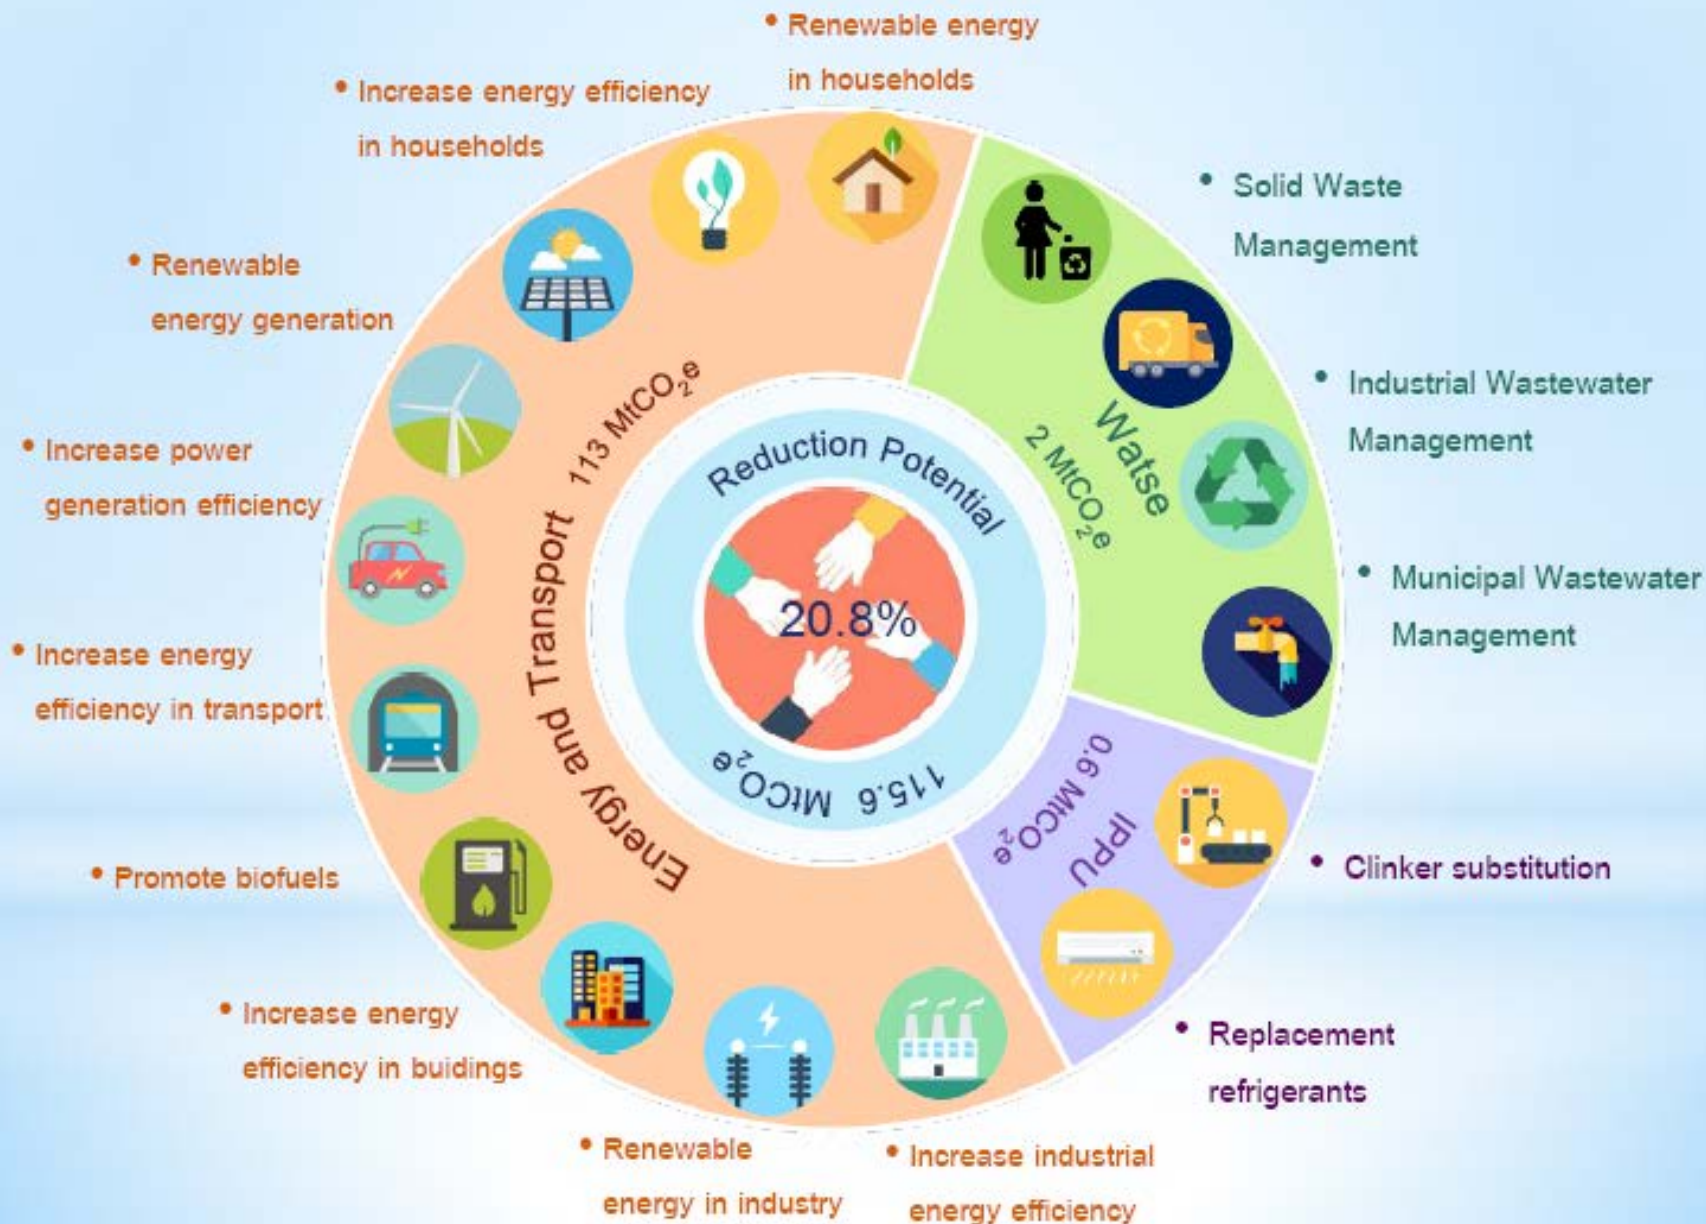 • Renewable energy
in households
• Increase energy efficiency
in households
• Renewable
energy generation
• Increase power
generation efficiency
• Increase energy
efficiency in transport
• Promote biofuels
• Increase energy
efficiency in buidings
• Renewable
energy in industry
• Increase industrial
energy efficiency
• Solid Waste
Management
• Industrial Wastewater
Management
• Municipal Wastewater
Management
• Clinker substitution
• Replacement
refrigerants
Energy and Transport 113 MtCO₂e
Watse
2 MtCO₂e
IPPU
0.6 MtCO₂e
Reduction Potential
20.8%
115.6 MtCO₂e